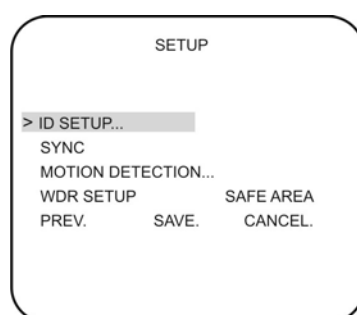 SETUP
> ID SETUP...
SYNC
MOTION DETECTION...
WDR SETUP SAFE AREA
PREV. SAVE. CANCEL.